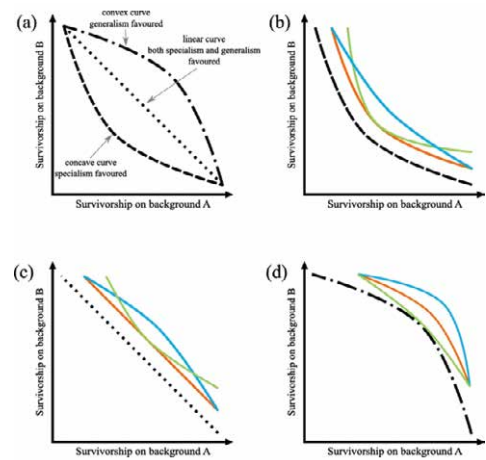 (a)
convex curve
generalism favoured
linear curve
both specialism and generalism
favoured
concave curve
specialism favoured
Survivorship on background B
Survivorship on background A
(b)
Survivorship on background B
Survivorship on background A
(c)
Survivorship on background B
Survivorship on background A
(d)
Survivorship on background B
Survivorship on background A